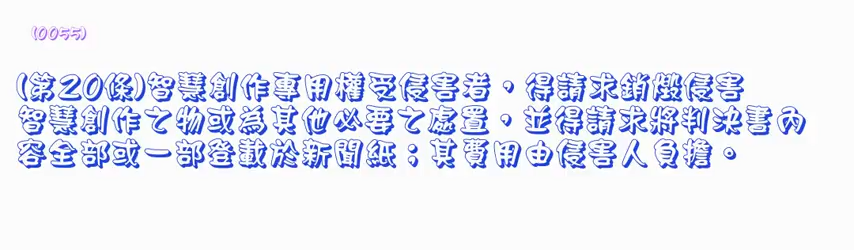 (0055)
(第20條)智慧創作專用權受侵害者，得請求銷燬侵害
智慧創作之物或為其他必要之處置，並得請求將判決書內
容全部或一部登載於新聞紙；其費用由侵害人負擔。